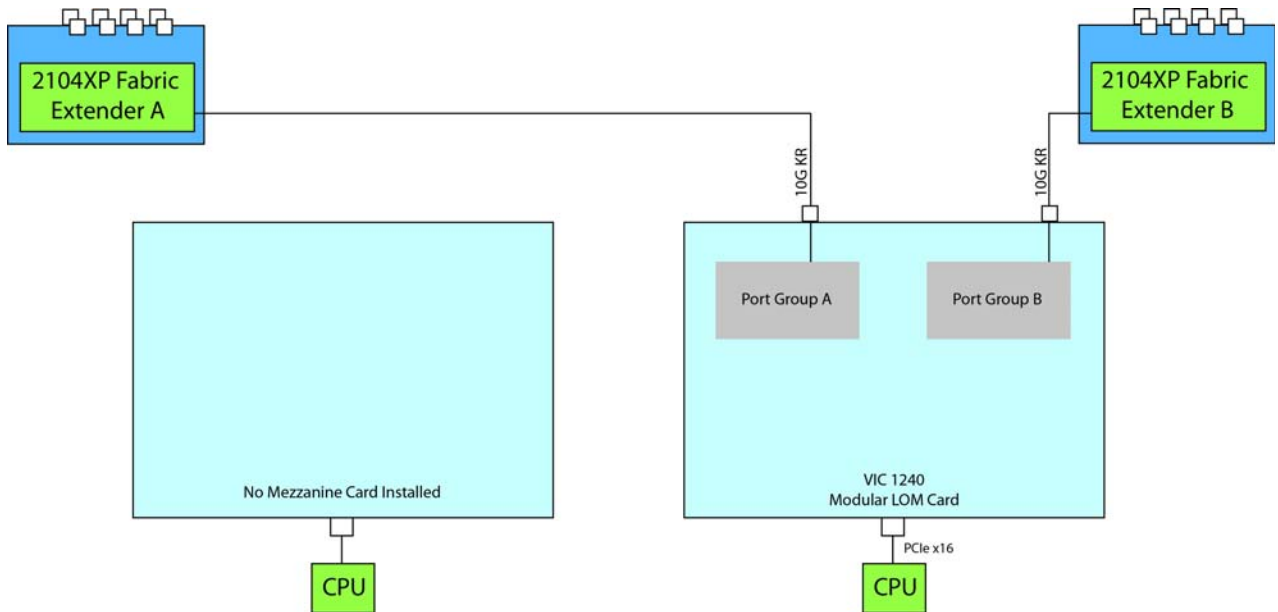 2104XP Fabric
Extender A
2104XP Fabric
Extender B
10G KR
10G KR
Port Group A
Port Group B
No Mezzanine Card Installed
VIC 1240
Modular LOM Card
PCIe x16
CPU
CPU